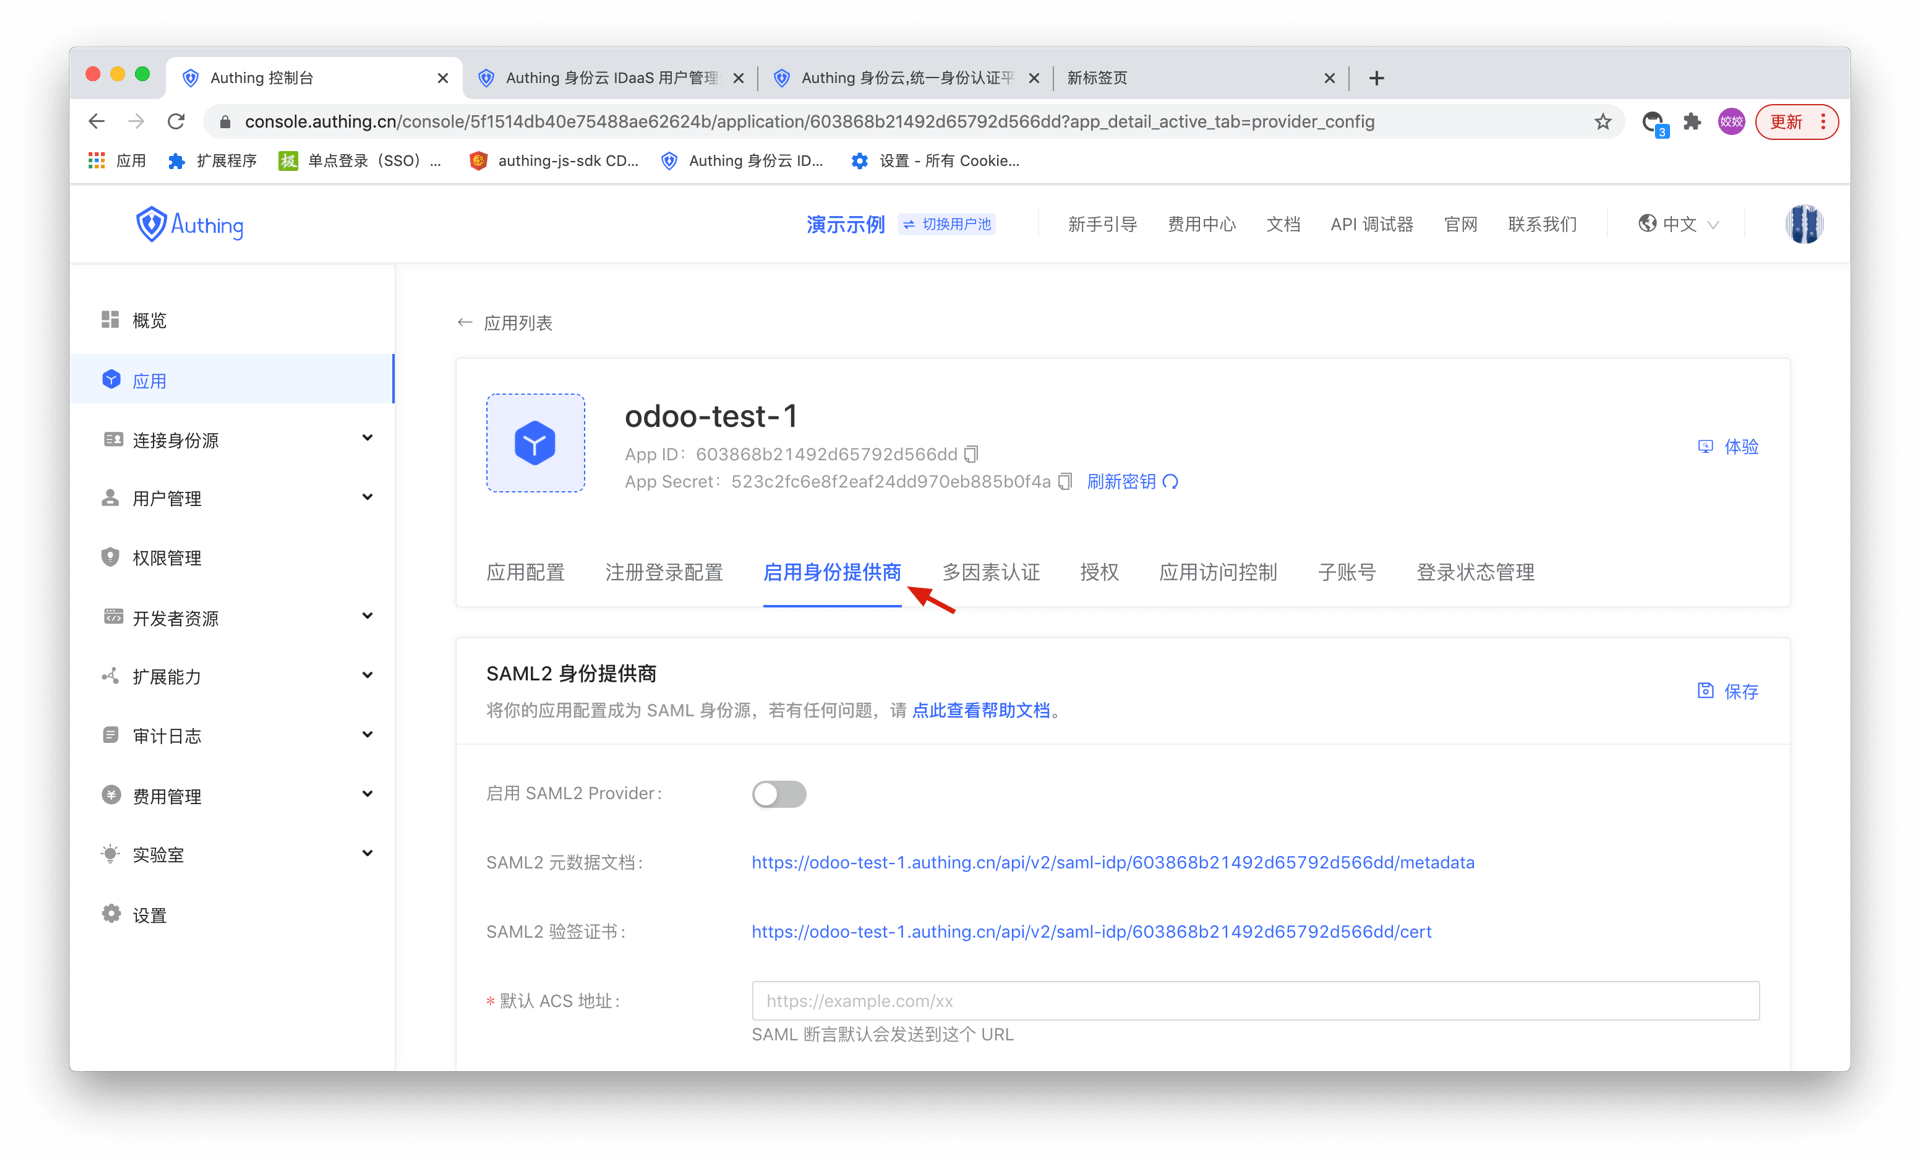 Authing 控制台
Authing 身份云 IDaaS 用户管理
Authing 身份云,统一身份认证平
新标签页
console.authing.cn/console/5f1514db40e75488ae62624b/application/603868b21492d65792d566dd?app_detail_active_tab=provider_config
3
姣姣
更新
应用
扩展程序
单点登录（SSO）...
authing-js-sdk CD...
Authing 身份云 ID...
设置 - 所有 Cookie...
Authing
演示示例
切换用户池
新手引导
费用中心
文档
API 调试器
官网
联系我们
中文
概览
应用
连接身份源
用户管理
权限管理
开发者资源
扩展能力
审计日志
费用管理
实验室
设置
← 应用列表
odoo-test-1
App ID：603868b21492d65792d566dd
App Secret：523c2fc6e8f2eaf24dd970eb885b0f4a 刷新密钥
体验
应用配置
注册登录配置
启用身份提供商
多因素认证
授权
应用访问控制
子账号
登录状态管理
SAML2 身份提供商
将你的应用配置成为 SAML 身份源，若有任何问题，请 点此查看帮助文档。
保存
启用 SAML2 Provider：
SAML2 元数据文档：
https://odoo-test-1.authing.cn/api/v2/saml-idp/603868b21492d65792d566dd/metadata
SAML2 验签证书：
https://odoo-test-1.authing.cn/api/v2/saml-idp/603868b21492d65792d566dd/cert
* 默认 ACS 地址：
https://example.com/xx
SAML 断言默认会发送到这个 URL